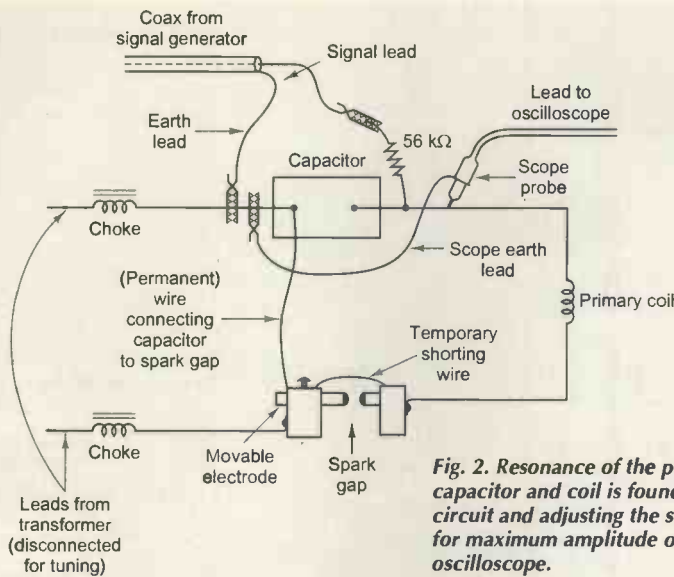 Coax from
signal generator
Signal lead
Lead to
oscilloscope
Earth
lead
56 kΩ
Capacitor
Scope
probe
Choke
Scope earth
lead
(Permanent)
wire
connecting
capacitor
to spark gap
Primary coil
Temporary
shorting
wire
Choke
Movable
electrode
Spark
gap
Leads from
transformer
(disconnected
for tuning)
Fig. 2. Resonance of the p
capacitor and coil is found
circuit and adjusting the s
for maximum amplitude o
oscilloscope.